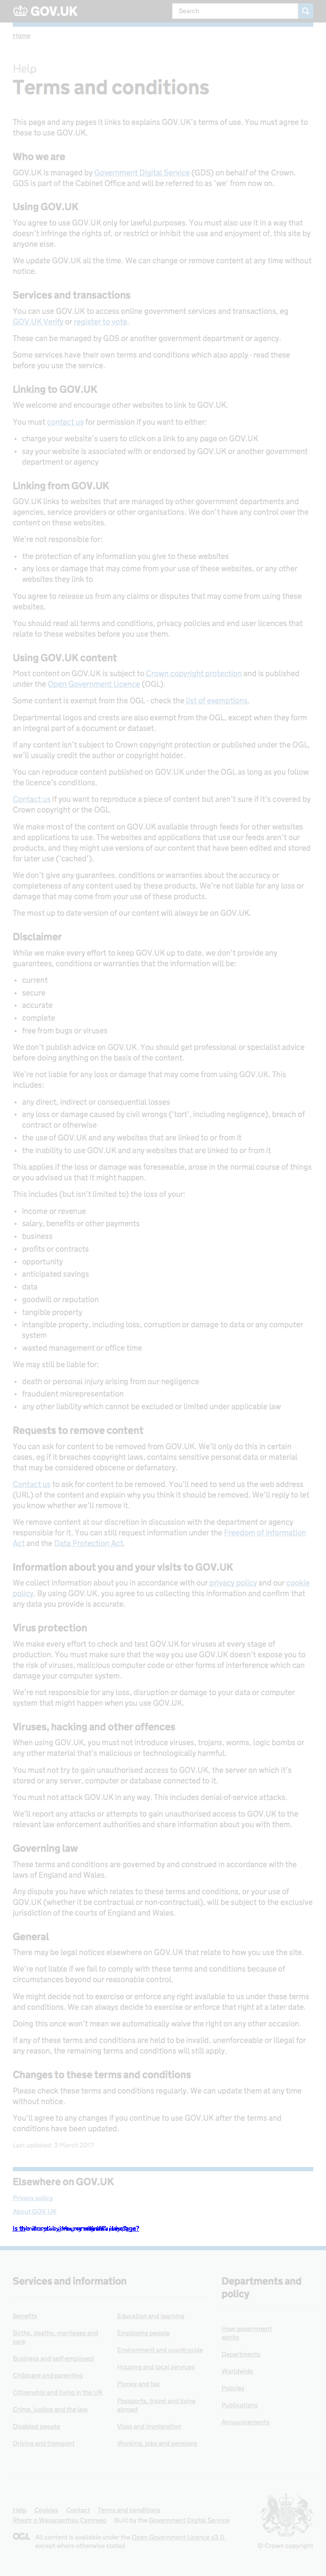 GOV.UK
Search
Home
Help
Terms and conditions
This page and any pages it links to explains GOV.UK's terms of use. You must agree to
these to use GOV.UK.
Who we are
GOV.UK is managed by Government Digital Service (GDS) on behalf of the Crown.
GDS is part of the Cabinet Office and will be referred to as 'we' from now on.
Using GOV.UK
You agree to use GOV.UK only for lawful purposes. You must also use it in a way that
doesn't infringe the rights of, or restrict or inhibit the use and enjoyment of, this site by
anyone else.
We update GOV.UK all the time. We can change or remove content at any time without
notice.
Services and transactions
You can use GOV.UK to access online government services and transactions, eg
GOV.UK Verify or register to vote.
These can be managed by GDS or another government department or agency.
Some services have their own terms and conditions which also apply - read these
before you use the service.
Linking to GOV.UK
We welcome and encourage other websites to link to GOV.UK.
You must contact us for permission if you want to either:
• charge your website's users to click on a link to any page on GOV.UK
• say your website is associated with or endorsed by GOV.UK or another government
department or agency
Linking from GOV.UK
GOV.UK links to websites that are managed by other government departments and
agencies, service providers or other organisations. We don't have any control over the
content on these websites.
We're not responsible for:
• the protection of any information you give to these websites
• any loss or damage that may come from your use of these websites, or any other
websites they link to
You agree to release us from any claims or disputes that may come from using these
websites.
You should read all terms and conditions, privacy policies and end user licences that
relate to these websites before you use them.
Using GOV.UK content
Most content on GOV.UK is subject to Crown copyright protection and is published
under the Open Government Licence (OGL).
Some content is exempt from the OGL - check the list of exemptions.
Departmental logos and crests are also exempt from the OGL, except when they form
an integral part of a document or dataset.
If any content isn't subject to Crown copyright protection or published under the OGL,
we'll usually credit the author or copyright holder.
You can reproduce content published on GOV.UK under the OGL as long as you follow
the licence's conditions.
Contact us if you want to reproduce a piece of content but aren't sure if it's covered by
Crown copyright or the OGL.
We make most of the content on GOV.UK available through feeds for other websites
and applications to use. The websites and applications that use our feeds aren't our
products, and they might use versions of our content that have been edited and stored
for later use ('cached').
We don't give any guarantees, conditions or warranties about the accuracy or
completeness of any content used by these products. We're not liable for any loss or
damage that may come from your use of these products.
The most up to date version of our content will always be on GOV.UK.
Disclaimer
While we make every effort to keep GOV.UK up to date, we don't provide any
guarantees, conditions or warranties that the information will be:
• current
• secure
• accurate
• complete
• free from bugs or viruses
We don't publish advice on GOV.UK. You should get professional or specialist advice
before doing anything on the basis of the content.
We're not liable for any loss or damage that may come from using GOV.UK. This
includes:
• any direct, indirect or consequential losses
• any loss or damage caused by civil wrongs ('tort', including negligence), breach of
contract or otherwise
• the use of GOV.UK and any websites that are linked to or from it
• the inability to use GOV.UK and any websites that are linked to or from it
This applies if the loss or damage was foreseeable, arose in the normal course of things
or you advised us that it might happen.
This includes (but isn't limited to) the loss of your:
• income or revenue
• salary, benefits or other payments
• business
• profits or contracts
• opportunity
• anticipated savings
• data
• goodwill or reputation
• tangible property
• intangible property, including loss, corruption or damage to data or any computer
system
• wasted management or office time
We may still be liable for:
• death or personal injury arising from our negligence
• fraudulent misrepresentation
• any other liability which cannot be excluded or limited under applicable law
Requests to remove content
You can ask for content to be removed from GOV.UK. We'll only do this in certain
cases, eg if it breaches copyright laws, contains sensitive personal data or material
that may be considered obscene or defamatory.
Contact us to ask for content to be removed. You'll need to send us the web address
(URL) of the content and explain why you think it should be removed. We'll reply to let
you know whether we'll remove it.
We remove content at our discretion in discussion with the department or agency
responsible for it. You can still request information under the Freedom of Information
Act and the Data Protection Act.
Information about you and your visits to GOV.UK
We collect information about you in accordance with our privacy policy and our cookie
policy. By using GOV.UK, you agree to us collecting this information and confirm that
any data you provide is accurate.
Virus protection
We make every effort to check and test GOV.UK for viruses at every stage of
production. You must make sure that the way you use GOV.UK doesn't expose you to
the risk of viruses, malicious computer code or other forms of interference which can
damage your computer system.
We're not responsible for any loss, disruption or damage to your data or computer
system that might happen when you use GOV.UK.
Viruses, hacking and other offences
When using GOV.UK, you must not introduce viruses, trojans, worms, logic bombs or
any other material that's malicious or technologically harmful.
You must not try to gain unauthorised access to GOV.UK, the server on which it's
stored or any server, computer or database connected to it.
You must not attack GOV.UK in any way. This includes denial-of-service attacks.
We'll report any attacks or attempts to gain unauthorised access to GOV.UK to the
relevant law enforcement authorities and share information about you with them.
Governing law
These terms and conditions are governed by and construed in accordance with the
laws of England and Wales.
Any dispute you have which relates to these terms and conditions, or your use of
GOV.UK (whether it be contractual or non-contractual), will be subject to the exclusive
jurisdiction of the courts of England and Wales.
General
There may be legal notices elsewhere on GOV.UK that relate to how you use the site.
We're not liable if we fail to comply with these terms and conditions because of
circumstances beyond our reasonable control.
We might decide not to exercise or enforce any right available to us under these terms
and conditions. We can always decide to exercise or enforce that right at a later date.
Doing this once won't mean we automatically waive the right on any other occasion.
If any of these terms and conditions are held to be invalid, unenforceable or illegal for
any reason, the remaining terms and conditions will still apply.
Changes to these terms and conditions
Please check these terms and conditions regularly. We can update them at any time
without notice.
You'll agree to any changes if you continue to use GOV.UK after the terms and
conditions have been updated.
Last updated: 2 March 2017
Elsewhere on GOV.UK
Privacy policy
About GOV.UK
Is there anything wrong with this page?
Services and information
Departments and
policy
Benefits
Births, deaths, marriages and
care
Business and self-employed
Childcare and parenting
Citizenship and living in the UK
Crime, justice and the law
Disabled people
Driving and transport
Education and learning
Employing people
Environment and countryside
Housing and local services
Money and tax
Passports, travel and living
abroad
Visas and immigration
Working, jobs and pensions
How government
works
Departments
Worldwide
Policies
Publications
Announcements
Help Cookies Contact Terms and conditions
Rhestr o Wasanaethau Cymraeg Built by the Government Digital Service
OGL All content is available under the Open Government Licence v3.0,
except where otherwise stated
© Crown copyright